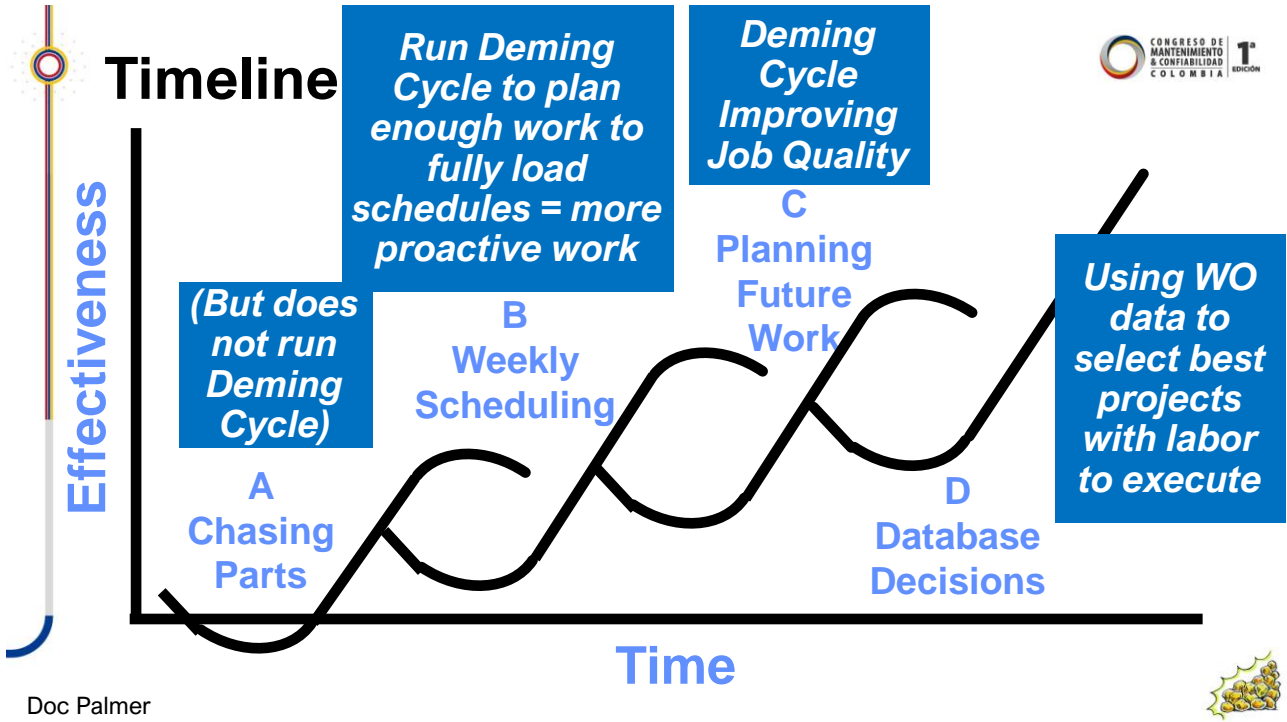 Timeline
Run Deming
Cycle to plan
enough work to
fully load
schedules = more
proactive work
Deming
Cycle
Improving
Job Quality
CONGRESO DE
MANTENIMIENTO
& CONFIABILIDAD
COLOMBIA
1ª
EDICIÓN
Effectiveness
(But does
not run
Deming
Cycle)
A
Chasing
Parts
B
Weekly
Scheduling
C
Planning
Future
Work
Using WO
data to
select best
projects
with labor
to execute
D
Database
Decisions
Time
Doc Palmer